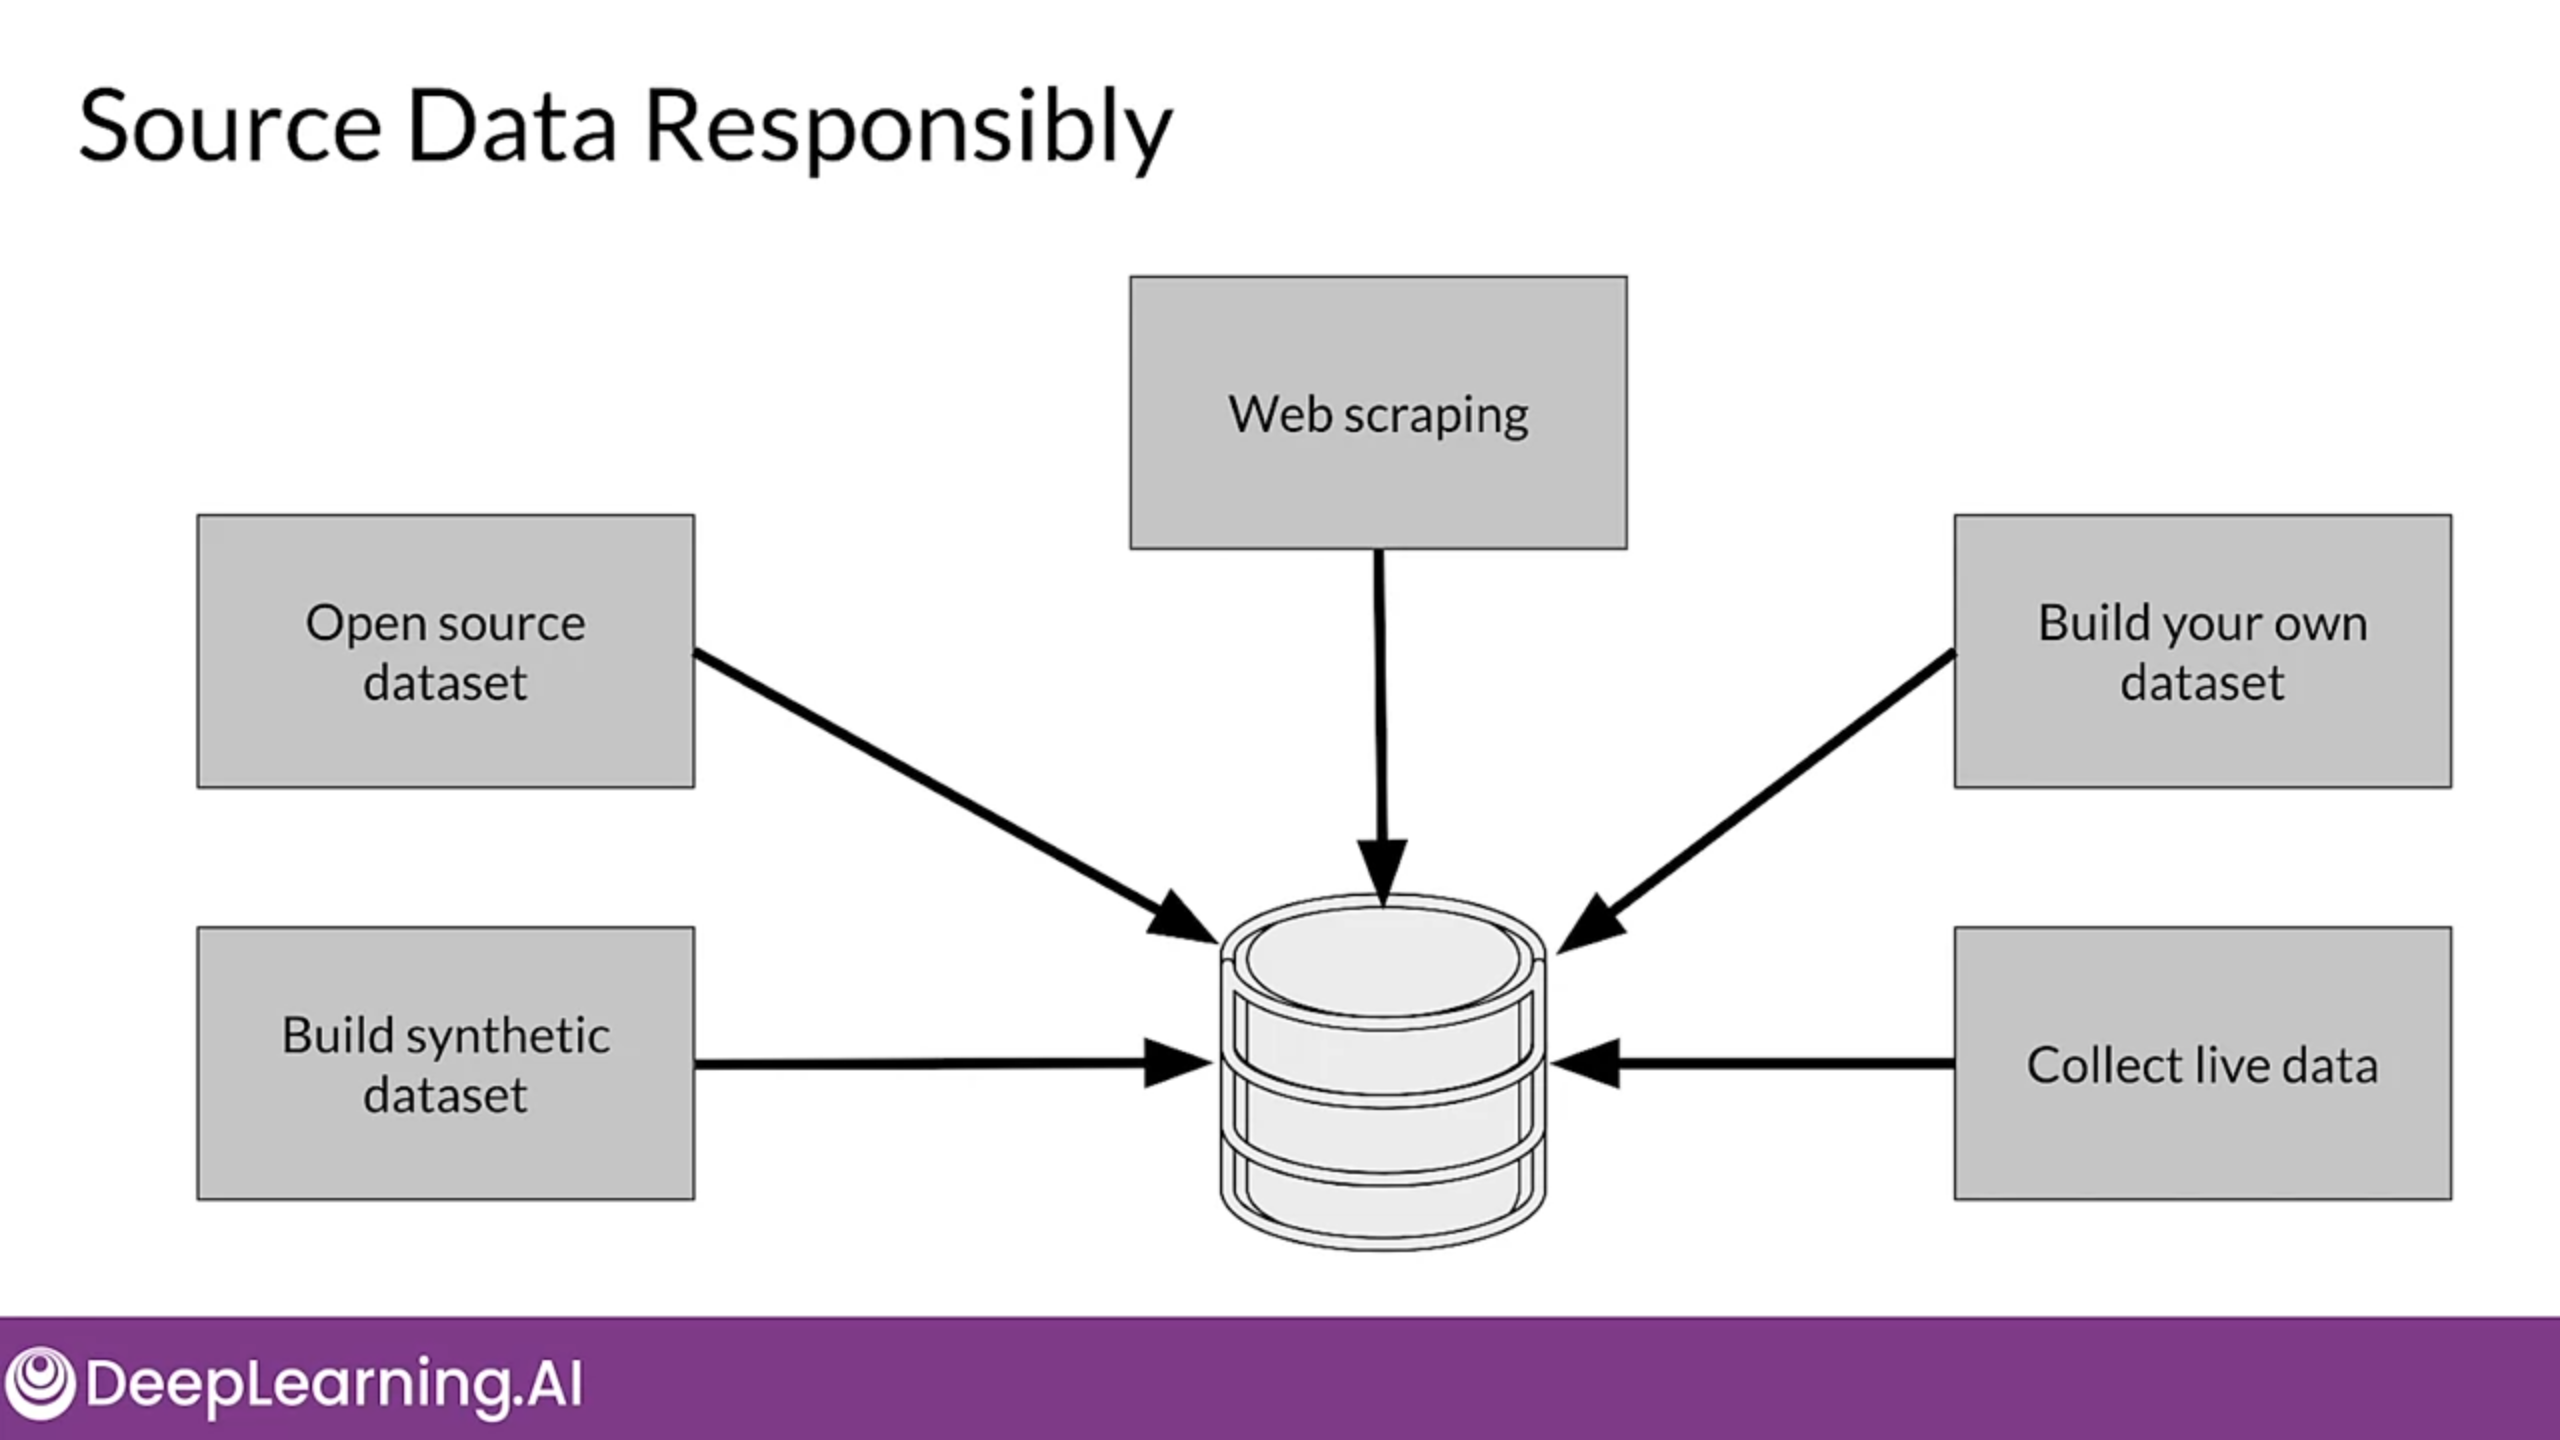 Source Data Responsibly
Web scraping
Open source
dataset
Build your own
dataset
Build synthetic
dataset
Collect live data
DeepLearning.AI